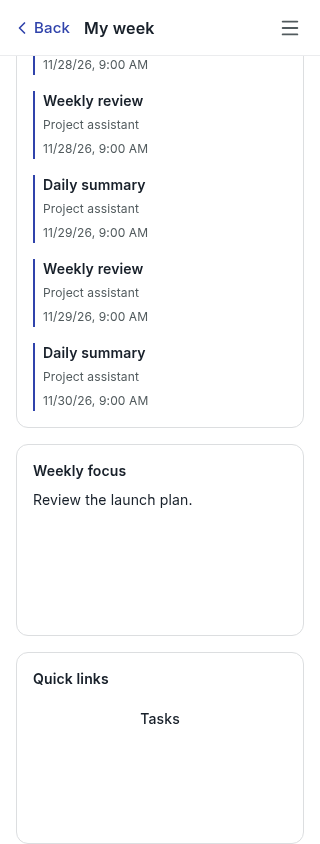 Back My week
11/28/26, 9:00 AM
Weekly review
Project assistant
11/28/26, 9:00 AM
Daily summary
Project assistant
11/29/26, 9:00 AM
Weekly review
Project assistant
11/29/26, 9:00 AM
Daily summary
Project assistant
11/30/26, 9:00 AM
Weekly focus
Review the launch plan.
Quick links
Tasks